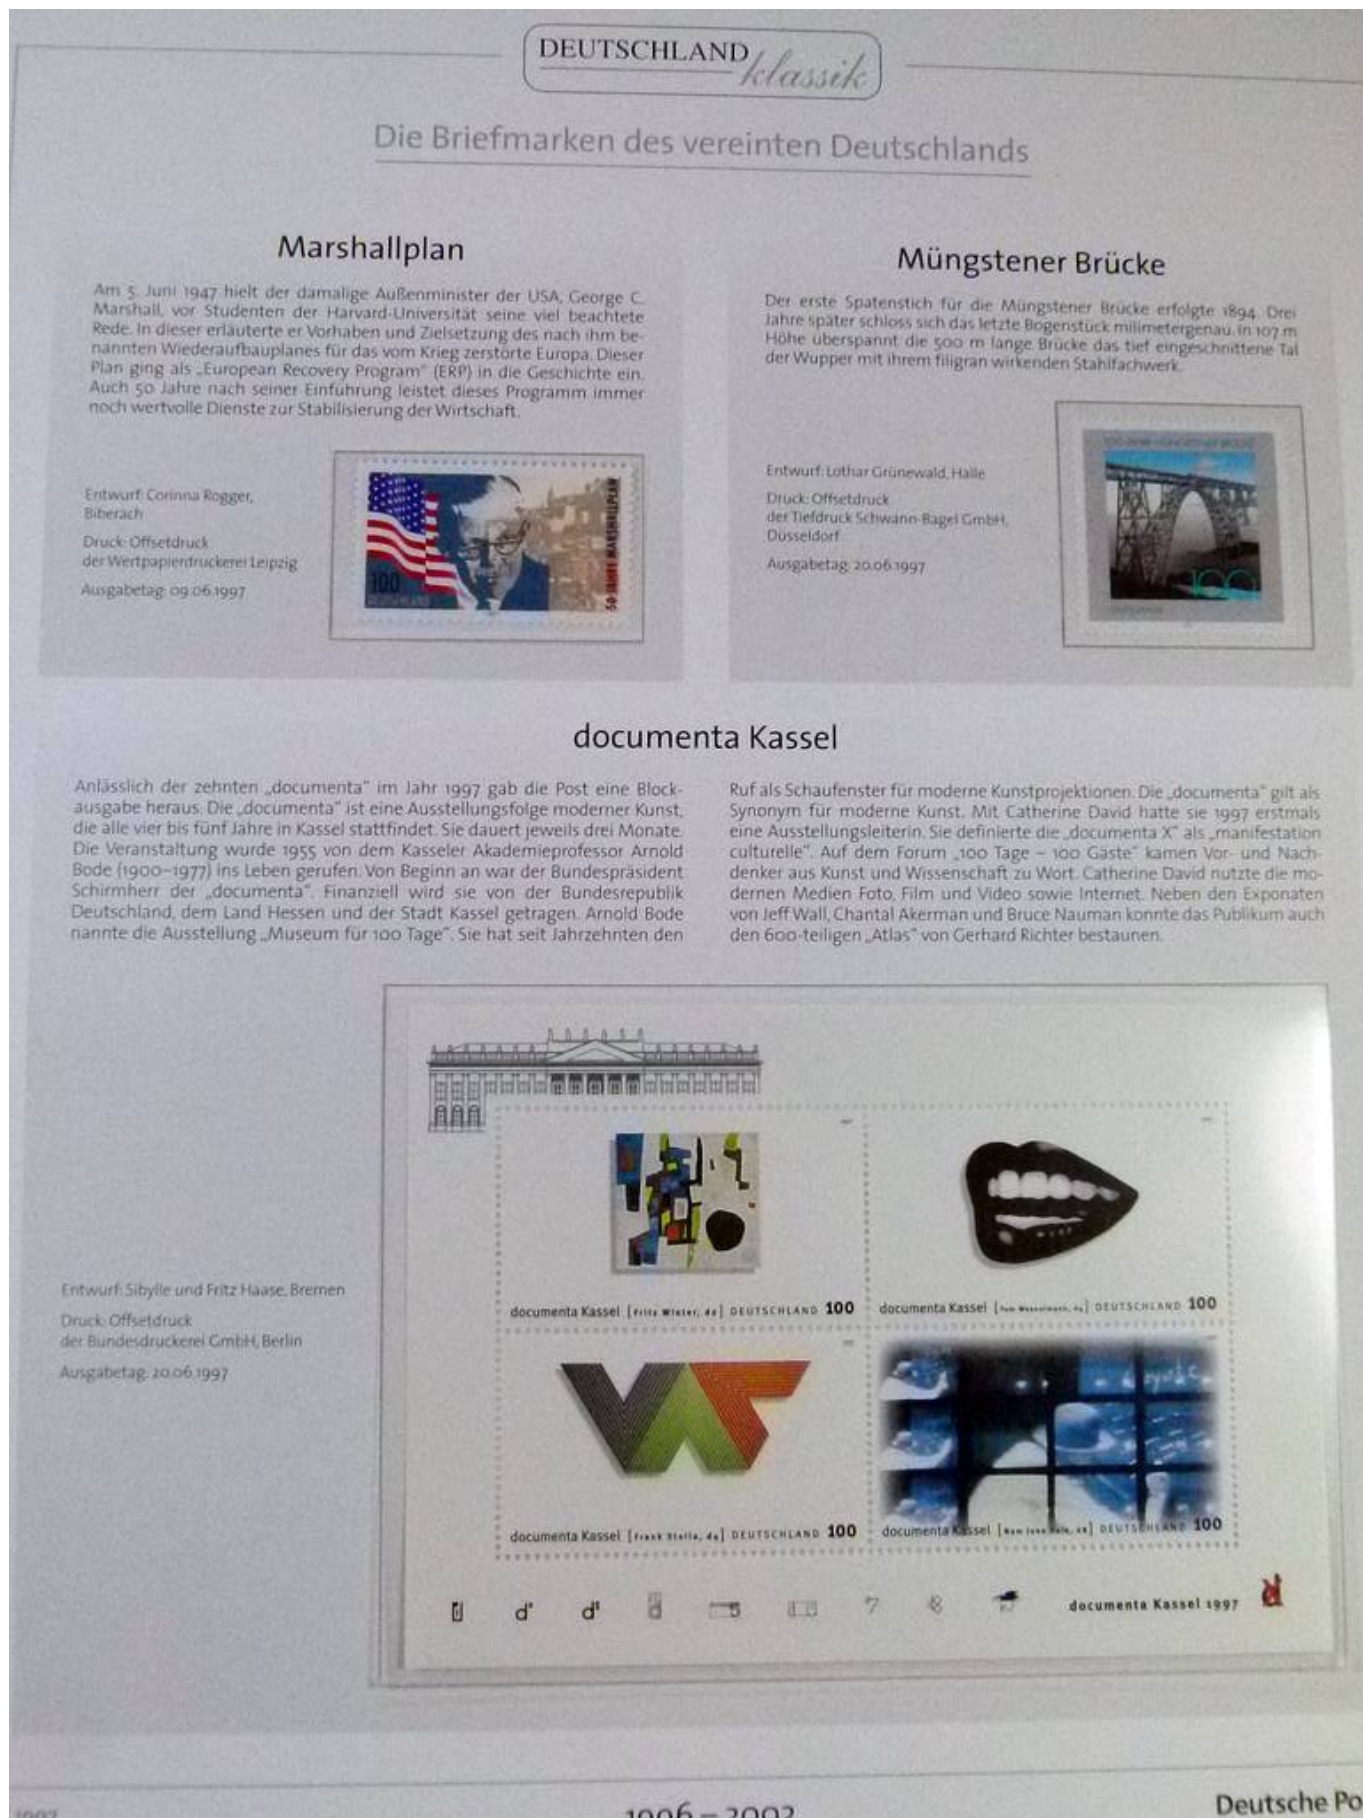 DEUTSCHLAND klassik
Die Briefmarken des vereinten Deutschlands
Marshallplan
Am 5. Juni 1947 hielt der damalige Außenminister der USA, George C.
Marshall, vor Studenten der Harvard-Universität seine viel beachtete
Rede. In dieser erläuterte er Vorhaben und Zielsetzung des nach ihm be-
nannten Wiederaufbauplanes für das vom Krieg zerstörte Europa. Dieser
Plan ging als „European Recovery Program" (ERP) in die Geschichte ein.
Auch 50 Jahre nach seiner Einführung leistet dieses Programm immer
noch wertvolle Dienste zur Stabilisierung der Wirtschaft.
Entwurf: Corinna Rogger,
Biberach
Druck: Offsetdruck
der Wertpapierdruckerei Leipzig
Ausgabetag: 09.06.1997
100
DEUTSCHLAND
50 JAHRE MARSHALLPLAN
Müngstener Brücke
Der erste Spatenstich für die Müngstener Brücke erfolgte 1894. Drei
Jahre später schloss sich das letzte Bogenstück milimetergenau. In 107 m
Höhe überspannt die 500 m lange Brücke das tief eingeschnittene Tal
der Wupper mit ihrem filigran wirkenden Stahlfachwerk.
Entwurf: Lothar Grünewald, Halle
Druck: Offsetdruck
der Tiefdruck Schwann-Bagel GmbH,
Düsseldorf
Ausgabetag: 20.06.1997
100
documenta Kassel
Anlässlich der zehnten „documenta" im Jahr 1997 gab die Post eine Block-
ausgabe heraus. Die „documenta" ist eine Ausstellungsfolge moderner Kunst,
die alle vier bis fünf Jahre in Kassel stattfindet. Sie dauert jeweils drei Monate.
Die Veranstaltung wurde 1955 von dem Kasseler Akademieprofessor Arnold
Bode (1900–1977) ins Leben gerufen. Von Beginn an war der Bundespräsident
Schirmherr der „documenta". Finanziell wird sie von der Bundesrepublik
Deutschland, dem Land Hessen und der Stadt Kassel getragen. Arnold Bode
nannte die Ausstellung „Museum für 100 Tage". Sie hat seit Jahrzehnten den
Ruf als Schaufenster für moderne Kunstprojektionen. Die „documenta" gilt als
Synonym für moderne Kunst. Mit Catherine David hatte sie 1997 erstmals
eine Ausstellungsleiterin. Sie definierte die „documenta X" als „manifestation
culturelle". Auf dem Forum „100 Tage – 100 Gäste" kamen Vor- und Nach-
denker aus Kunst und Wissenschaft zu Wort. Catherine David nutzte die mo-
dernen Medien Foto, Film und Video sowie Internet. Neben den Exponaten
von Jeff Wall, Chantal Akerman und Bruce Nauman konnte das Publikum auch
den 600-teiligen „Atlas" von Gerhard Richter bestaunen.
Entwurf: Sibylle und Fritz Haase, Bremen
Druck: Offsetdruck
der Bundesdruckerei GmbH, Berlin
Ausgabetag: 20.06.1997
documenta Kassel [Fritz Winter, d1] DEUTSCHLAND 100
documenta Kassel DEUTSCHLAND 100
documenta Kassel [Frank Stella, d4] DEUTSCHLAND 100
documenta Kassel DEUTSCHLAND 100
d d d 5 7 8 documenta Kassel 1997 d
1997
1996 – 2002
Deutsche Po